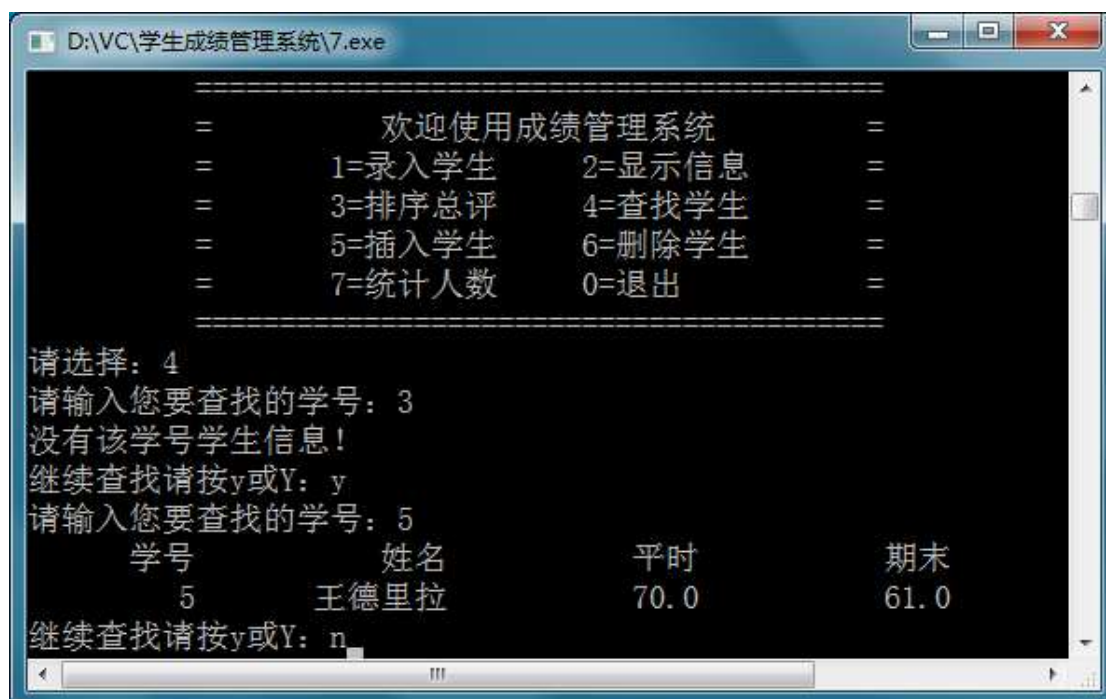 D:\VC\学生成绩管理系统\7.exe
=========================================
= 欢迎使用成绩管理系统 =
= 1=录入学生 2=显示信息 =
= 3=排序总评 4=查找学生 =
= 5=插入学生 6=删除学生 =
= 7=统计人数 0=退出 =
=========================================
请选择：4
请输入您要查找的学号：3
没有该学号学生信息！
继续查找请按y或Y：y
请输入您要查找的学号：5
学号 姓名 平时 期末
5 王德里拉 70.0 61.0
继续查找请按y或Y：n